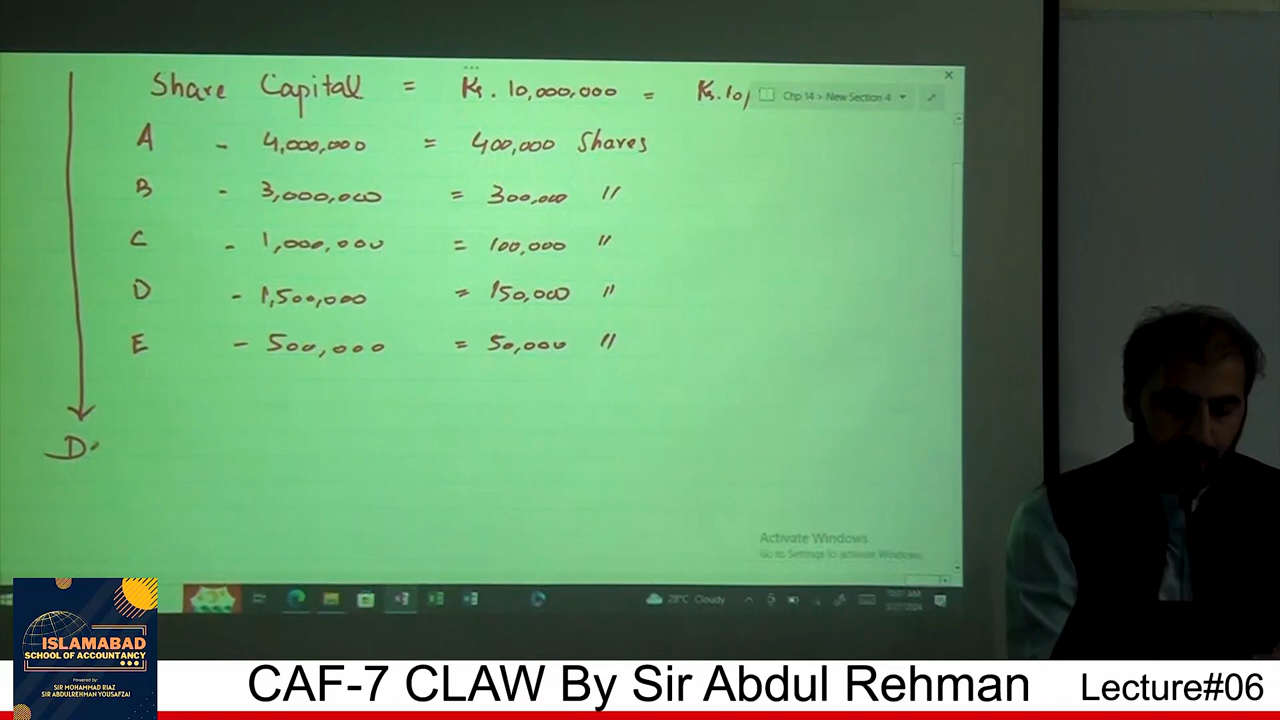 Share Capital = Rs. 10,000,000 = Rs. 10/
Chp 14 > New Section 4
A - 4,000,000 = 400,000 Shares
B - 3,000,000 = 300,000 "
C - 1,000,000 = 100,000 "
D - 1,500,000 = 150,000 "
E - 500,000 = 50,000 "
D
Activate Windows
Go to Settings to activate Windows.
28°C Cloudy
ISLAMABAD
SCHOOL OF ACCOUNTANCY
Powered by:
SIR MOHAMMAD RIAZ
SIR ABDULREHMAN YOUSAFZAI
CAF-7 CLAW By Sir Abdul Rehman
Lecture#06